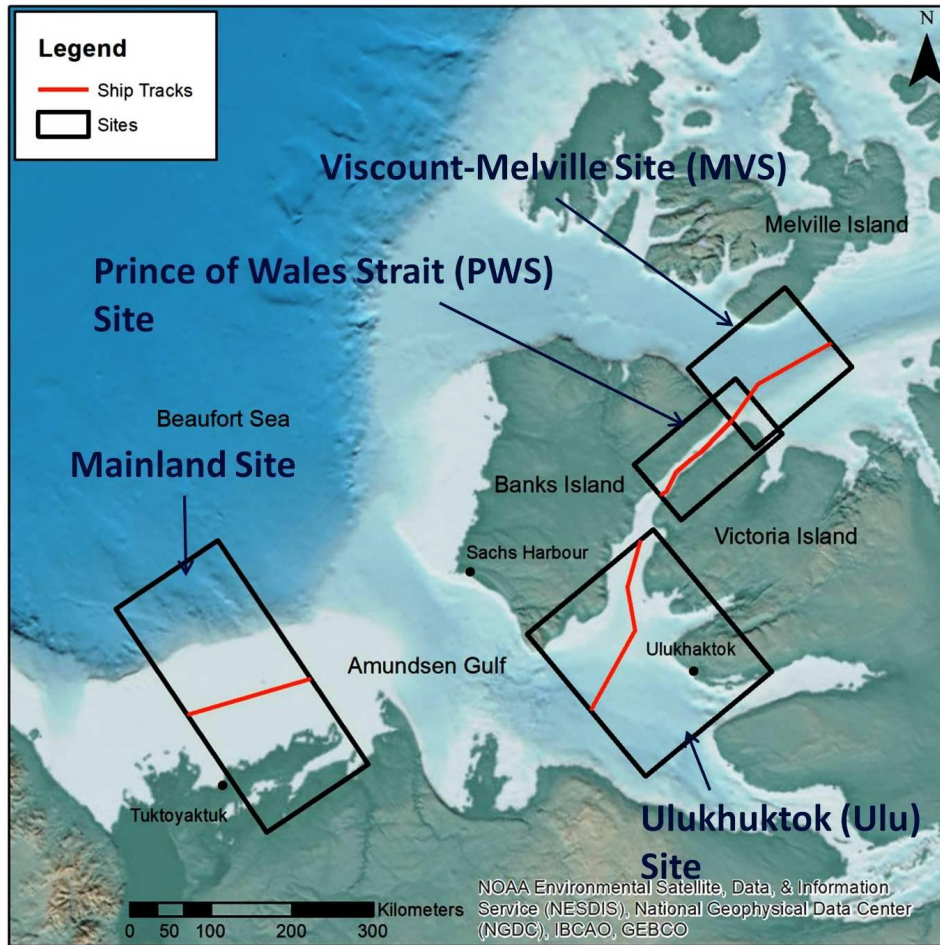 N
Legend
Ship Tracks
Sites
Viscount-Melville Site (MVS)
Melville Island
Prince of Wales Strait (PWS)
Site
Beaufort Sea
Mainland Site
Banks Island
Victoria Island
Sachs Harbour
Ulukhaktok
Amundsen Gulf
Tuktoyaktuk
Ulukhuktok (Ulu)
Site
NOAA Environmental Satellite, Data, & Information
Service (NESDIS), National Geophysical Data Center
(NGDC), IBCAO, GEBCO
Kilometers
0 50 100 200 300